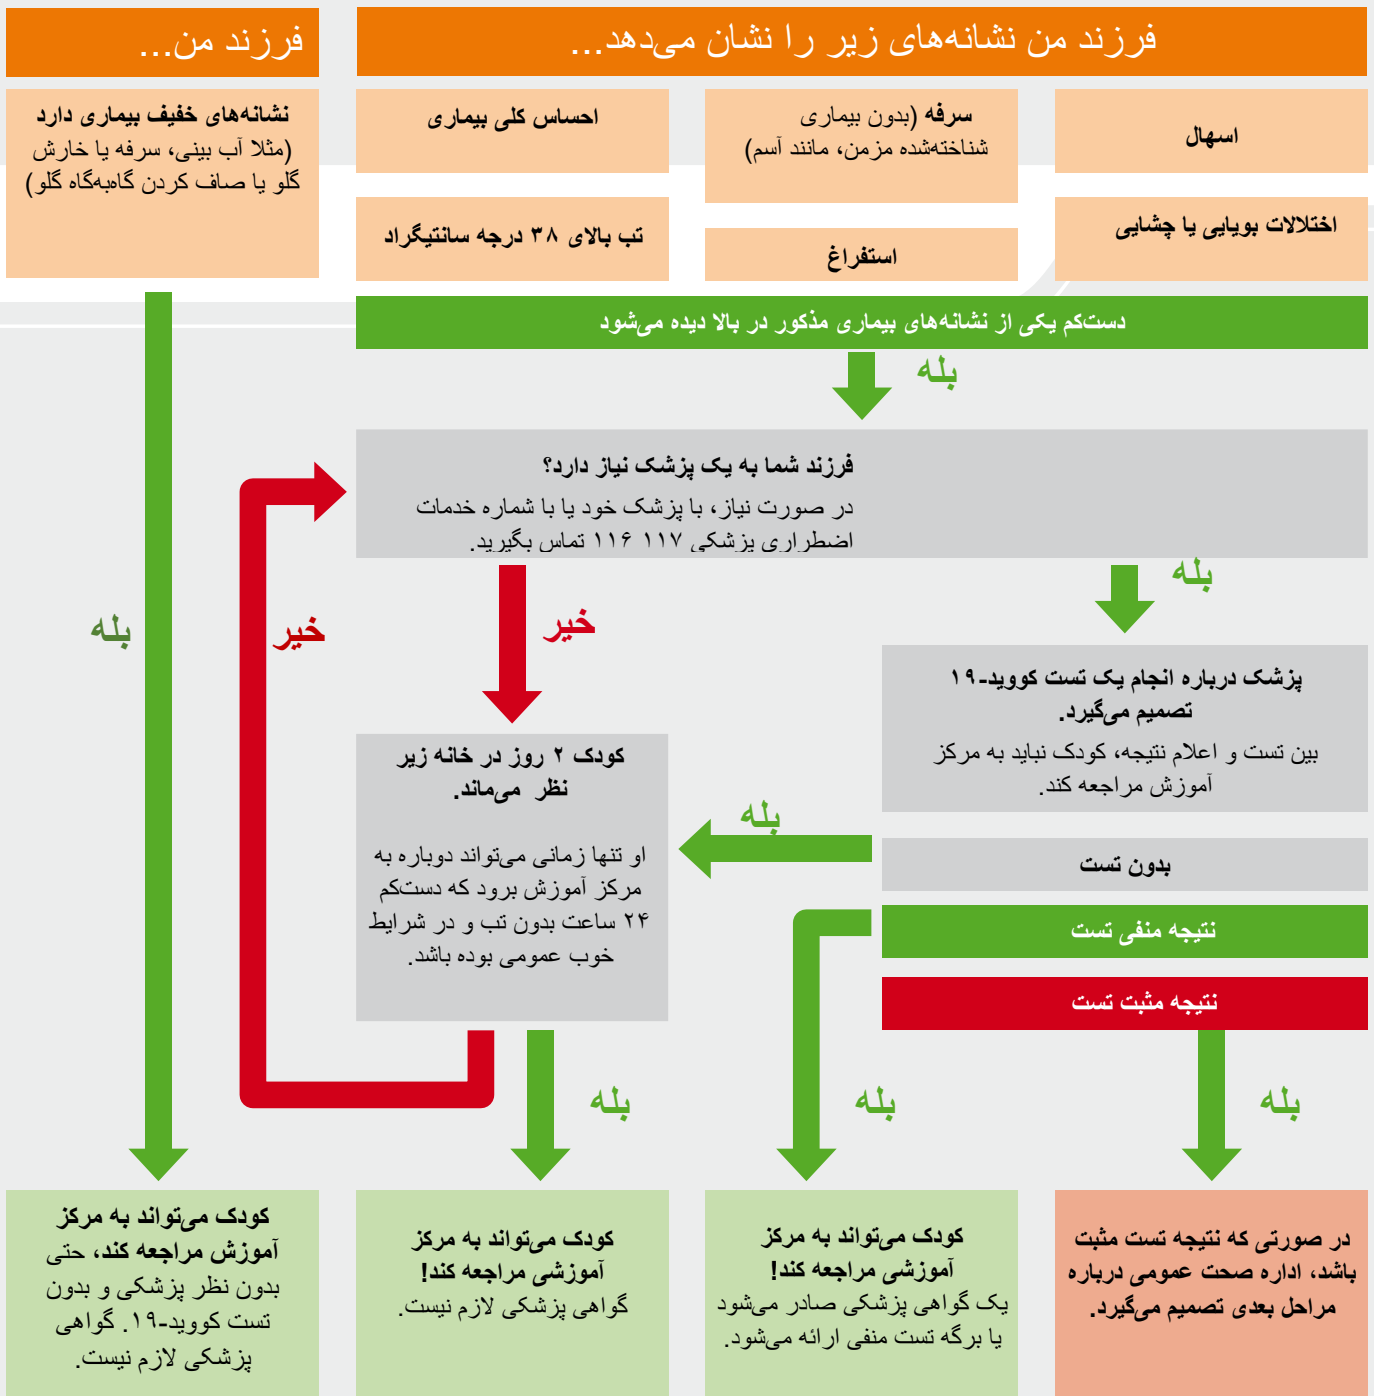 فرزند من نشانه‌های زیر را نشان می‌دهد...
فرزند من...
اسهال
سرفه (بدون بیماری
شناخته‌شده مزمن، مانند آسم)
احساس کلی بیماری
نشانه‌های خفیف بیماری دارد
(مثلا آب بینی، سرفه یا خارش
گلو یا صاف کردن گاه‌به‌گاه گلو)
اختلالات بویایی یا چشایی
استفراغ
تب بالای ۳۸ درجه سانتیگراد
دست‌کم یکی از نشانه‌های بیماری مذکور در بالا دیده می‌شود
بله
فرزند شما به یک پزشک نیاز دارد؟
در صورت نیاز، با پزشک خود یا با شماره خدمات
اضطراری پزشکی ۱۱۷ ۱۱۶ تماس بگیرید.
بله
خیر
خیر
بله
پزشک درباره انجام یک تست کووید-۱۹
تصمیم می‌گیرد.
بین تست و اعلام نتیجه، کودک نباید به مرکز
آموزش مراجعه کند.
کودک ۲ روز در خانه زیر
نظر می‌ماند.
او تنها زمانی می‌تواند دوباره به
مرکز آموزش برود که دست‌کم
۲۴ ساعت بدون تب و در شرایط
خوب عمومی بوده باشد.
بله
بدون تست
نتیجه منفی تست
نتیجه مثبت تست
بله
بله
بله
در صورتی که نتیجه تست مثبت
باشد، اداره صحت عمومی درباره
مراحل بعدی تصمیم می‌گیرد.
کودک می‌تواند به مرکز
آموزشی مراجعه کند!
یک گواهی پزشکی صادر می‌شود
یا برگه تست منفی ارائه می‌شود.
کودک می‌تواند به مرکز
آموزشی مراجعه کند!
گواهی پزشکی لازم نیست.
کودک می‌تواند به مرکز
آموزش مراجعه کند، حتی
بدون نظر پزشکی و بدون
تست کووید-۱۹. گواهی
پزشکی لازم نیست.